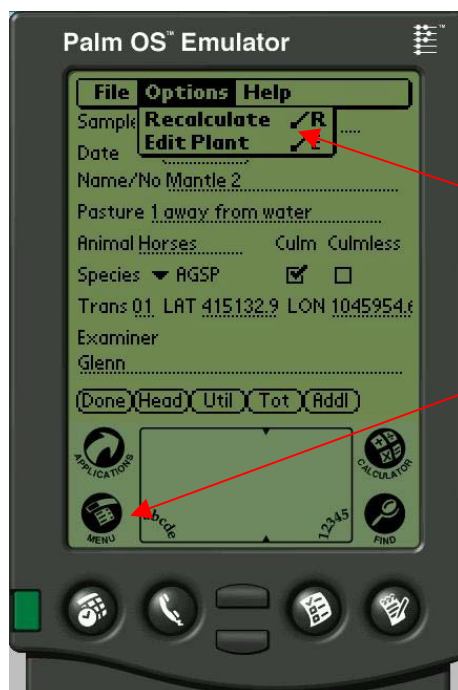 Palm OS™ Emulator
File Options Help
Recalculate /R
Edit Plant
Sample
Date
Name/No Mantle 2
Pasture 1 away from water
Animal Horses Culm Culmless
Species AGSP
Trans 01 LAT 415132.9 LON 1045954.6
Examiner
Glenn
Done Head Util Tot Addl
APPLICATIONS
CALCULATOR
MENU
abcde
12345
FIND